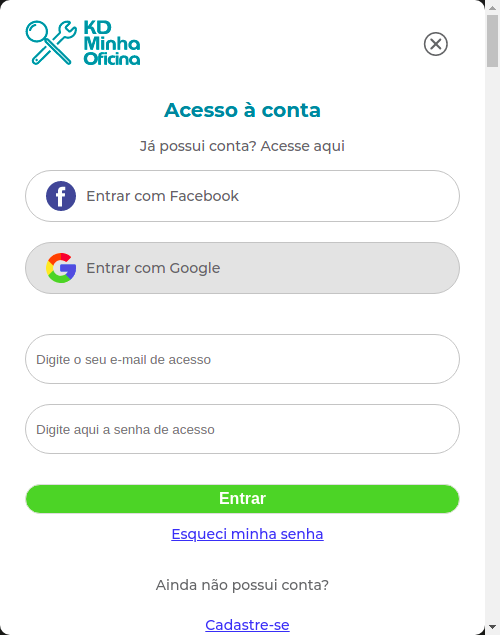 KD
Minha
Oficina
Acesso à conta
Já possui conta? Acesse aqui
Entrar com Facebook
Entrar com Google
Digite o seu e-mail de acesso
Digite aqui a senha de acesso
Entrar
Esqueci minha senha
Ainda não possui conta?
Cadastre-se